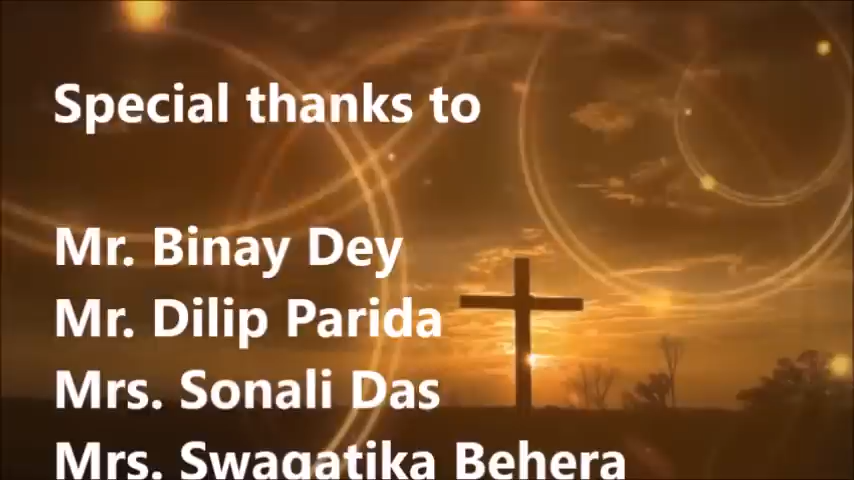 Special thanks to
Mr. Binay Dey
Mr. Dilip Parida
Mrs. Sonali Das
Mrs. Swagatika Behera